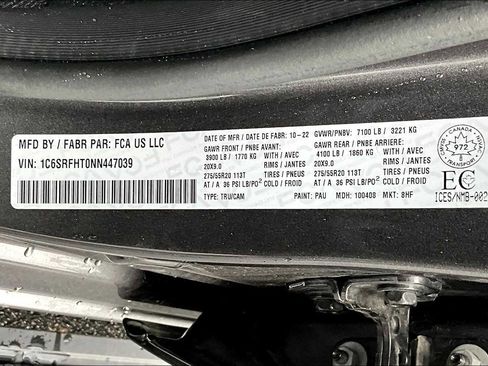 MFD BY / FABR PAR: FCA US LLC
VIN: 1C6SRFHT0NN447039
DATE OF MFR/DATE DE FABR: 10-22 GVWR/PNBV: 7100 LB / 3221 KG
GAWR FRONT / PNBE AVANT: GAWR REAR / PNBE ARRIERE:
3900 LB / 1770 KG WITH / AVEC 4100 LB / 1860 KG WITH / AVEC
20X9.0 RIMS / JANTES 20X9.0 RIMS / JANTES
275/55R20 113T TIRES / PNEUS 275/55R20 113T TIRES / PNEUS
AT / A 36 PSI LB/PO² COLD / A FROID AT / A 36 PSI LB/PO² COLD / A FROID
TYPE: TRU/CAM PAINT: PAU MDH: 100408 MKT: 8HF
CANADA
TRANSPORT
972
EC
ICES/NMB-002